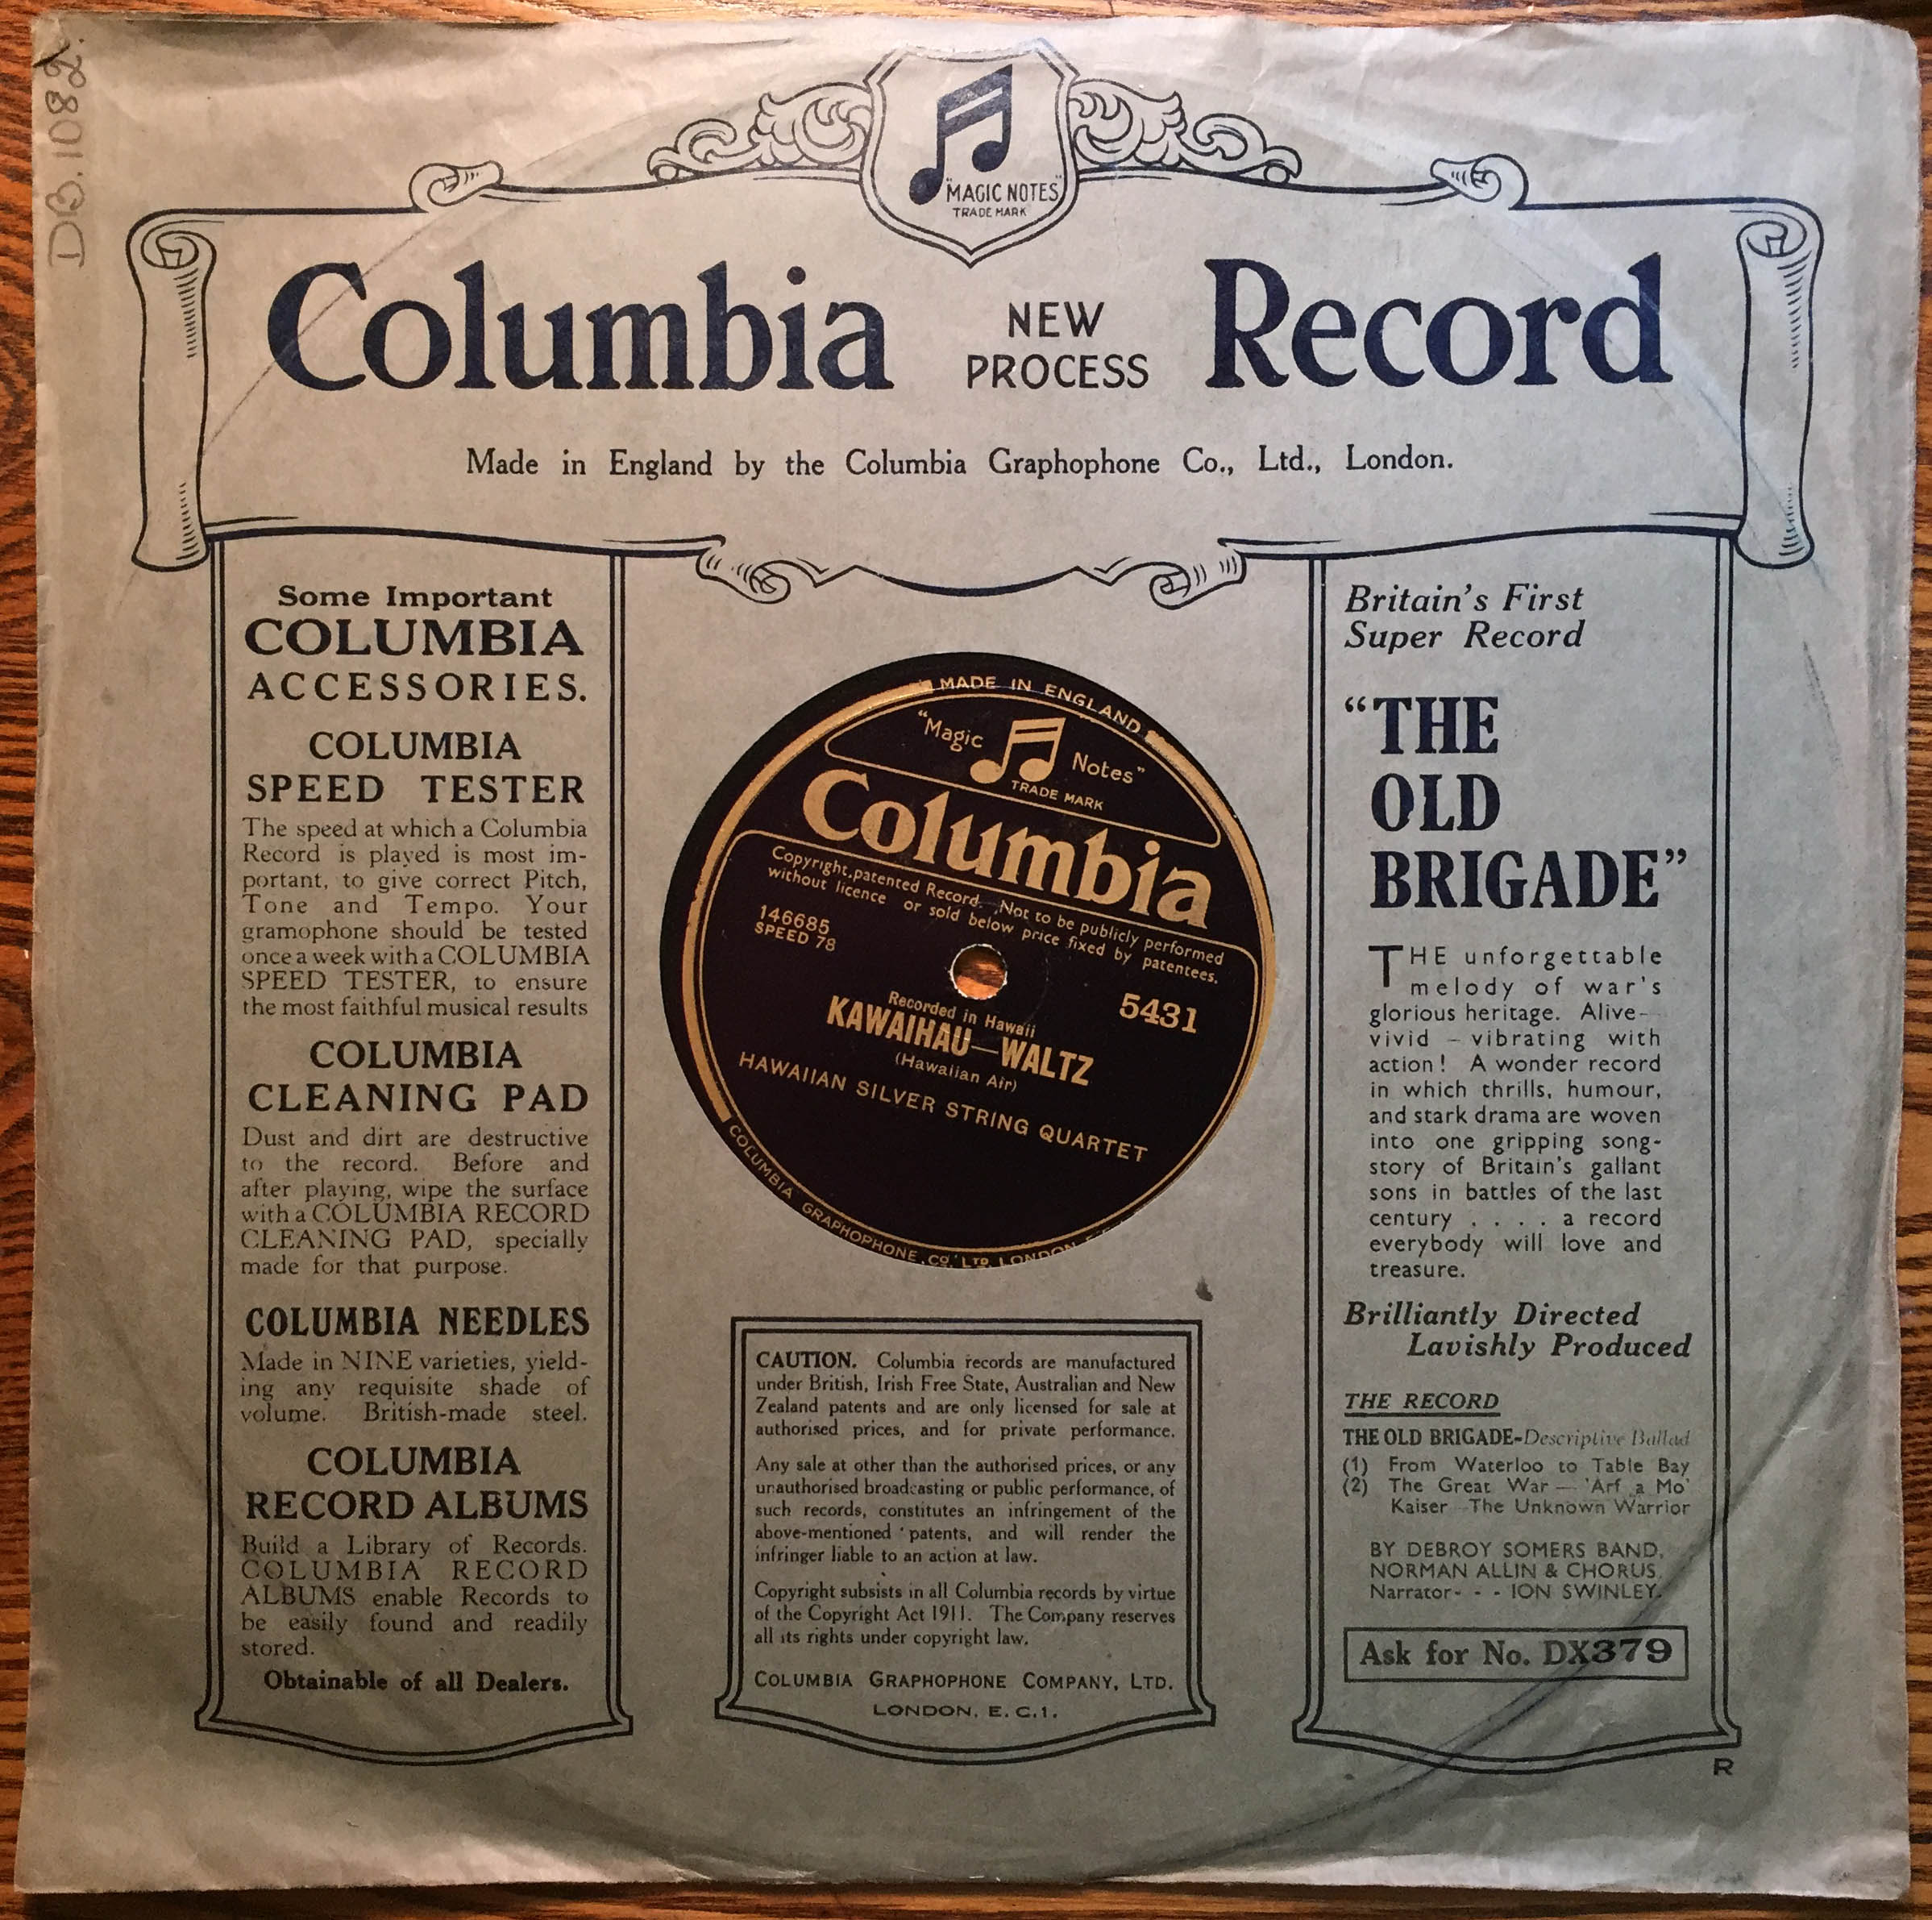 DB.1082.
"MAGIC NOTES"
TRADE MARK
Columbia NEW PROCESS Record
Made in England by the Columbia Graphophone Co., Ltd., London.
Some Important
COLUMBIA
ACCESSORIES.
COLUMBIA
SPEED TESTER
The speed at which a Columbia
Record is played is most im-
portant, to give correct Pitch,
Tone and Tempo. Your
gramophone should be tested
once a week with a COLUMBIA
SPEED TESTER, to ensure
the most faithful musical results
COLUMBIA
CLEANING PAD
Dust and dirt are destructive
to the record. Before and
after playing, wipe the surface
with a COLUMBIA RECORD
CLEANING PAD, specially
made for that purpose.
COLUMBIA NEEDLES
Made in NINE varieties, yield-
ing any requisite shade of
volume. British-made steel.
COLUMBIA
RECORD ALBUMS
Build a Library of Records.
COLUMBIA RECORD
ALBUMS enable Records to
be easily found and readily
stored.
Obtainable of all Dealers.
MADE IN ENGLAND
"Magic Notes"
TRADE MARK
Columbia
Copyright, patented Record. Not to be publicly performed
without licence or sold below price fixed by patentees.
146685
SPEED 78
5431
Recorded in Hawaii
KAWAIHAU—WALTZ
(Hawaiian Air)
HAWAIIAN SILVER STRING QUARTET
COLUMBIA GRAPHOPHONE CO. LTD. LONDON
CAUTION. Columbia records are manufactured
under British, Irish Free State, Australian and New
Zealand patents and are only licensed for sale at
authorised prices, and for private performance.
Any sale at other than the authorised prices, or any
unauthorised broadcasting or public performance, of
such records, constitutes an infringement of the
above-mentioned patents, and will render the
infringer liable to an action at law.
Copyright subsists in all Columbia records by virtue
of the Copyright Act 1911. The Company reserves
all its rights under copyright law.
COLUMBIA GRAPHOPHONE COMPANY, LTD.
LONDON, E.C.1.
Britain's First
Super Record
"THE
OLD
BRIGADE"
THE unforgettable
melody of war's
glorious heritage. Alive-
vivid - vibrating with
action! A wonder record
in which thrills, humour,
and stark drama are woven
into one gripping song-
story of Britain's gallant
sons in battles of the last
century . . . . a record
everybody will love and
treasure.
Brilliantly Directed
Lavishly Produced
THE RECORD
THE OLD BRIGADE-Descriptive Ballad
(1) From Waterloo to Table Bay
(2) The Great War — 'Arf a Mo'
Kaiser - The Unknown Warrior
BY DEBROY SOMERS BAND,
NORMAN ALLIN & CHORUS.
Narrator- - - ION SWINLEY.
Ask for No. DX379
R